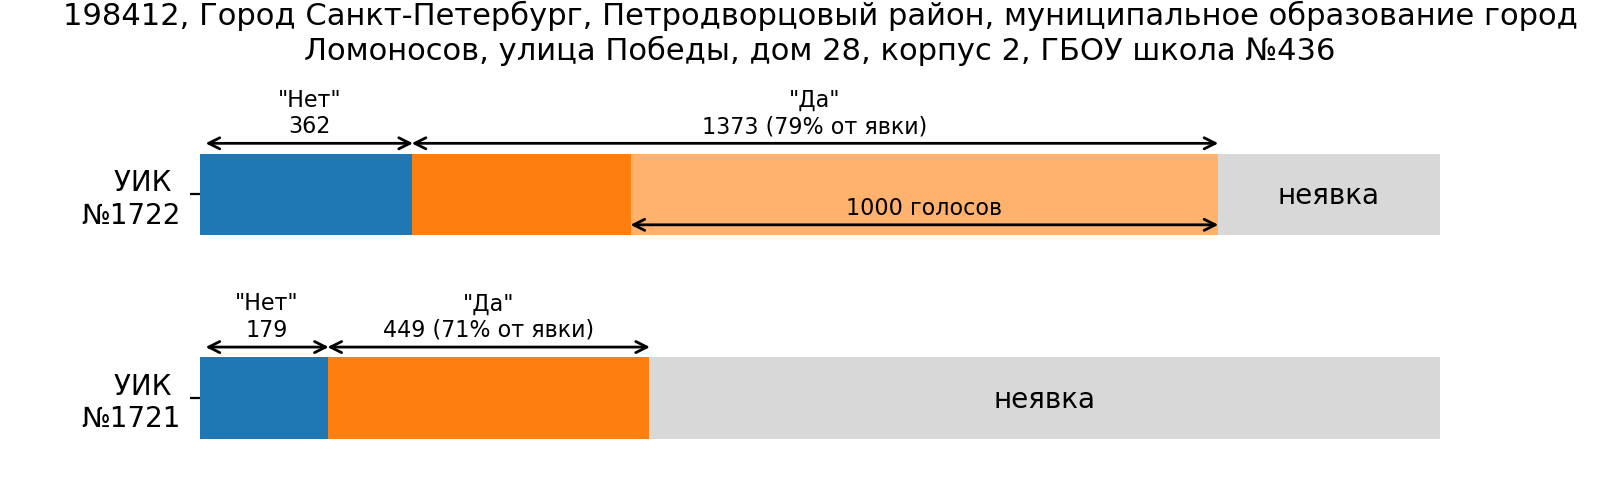 198412, Город Санкт-Петербург, Петродворцовый район, муниципальное образование город
Ломоносов, улица Победы, дом 28, корпус 2, ГБОУ школа №436
"Нет"
362
"Да"
1373 (79% от явки)
УИК
№1722
1000 голосов
неявка
"Нет"
179
"Да"
449 (71% от явки)
УИК
№1721
неявка